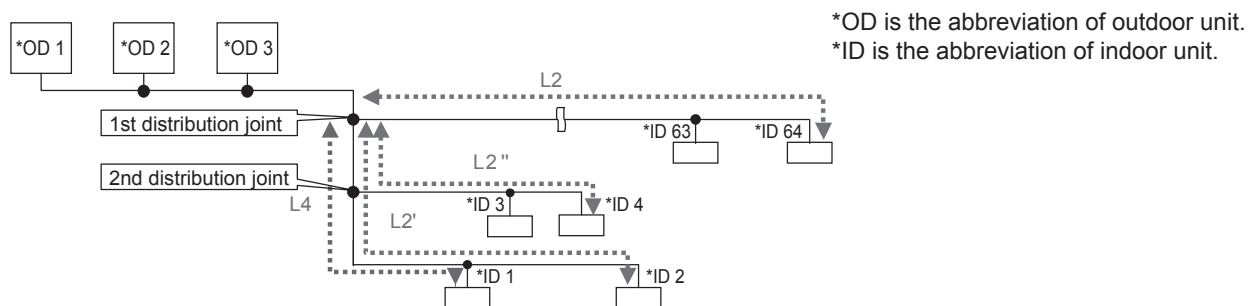 *OD is the abbreviation of outdoor unit.
*ID is the abbreviation of indoor unit.
*OD 1
*OD 2
*OD 3
L2
1st distribution joint
*ID 63
*ID 64
L2"
2nd distribution joint
L4
L2'
*ID 3
*ID 4
*ID 1
*ID 2